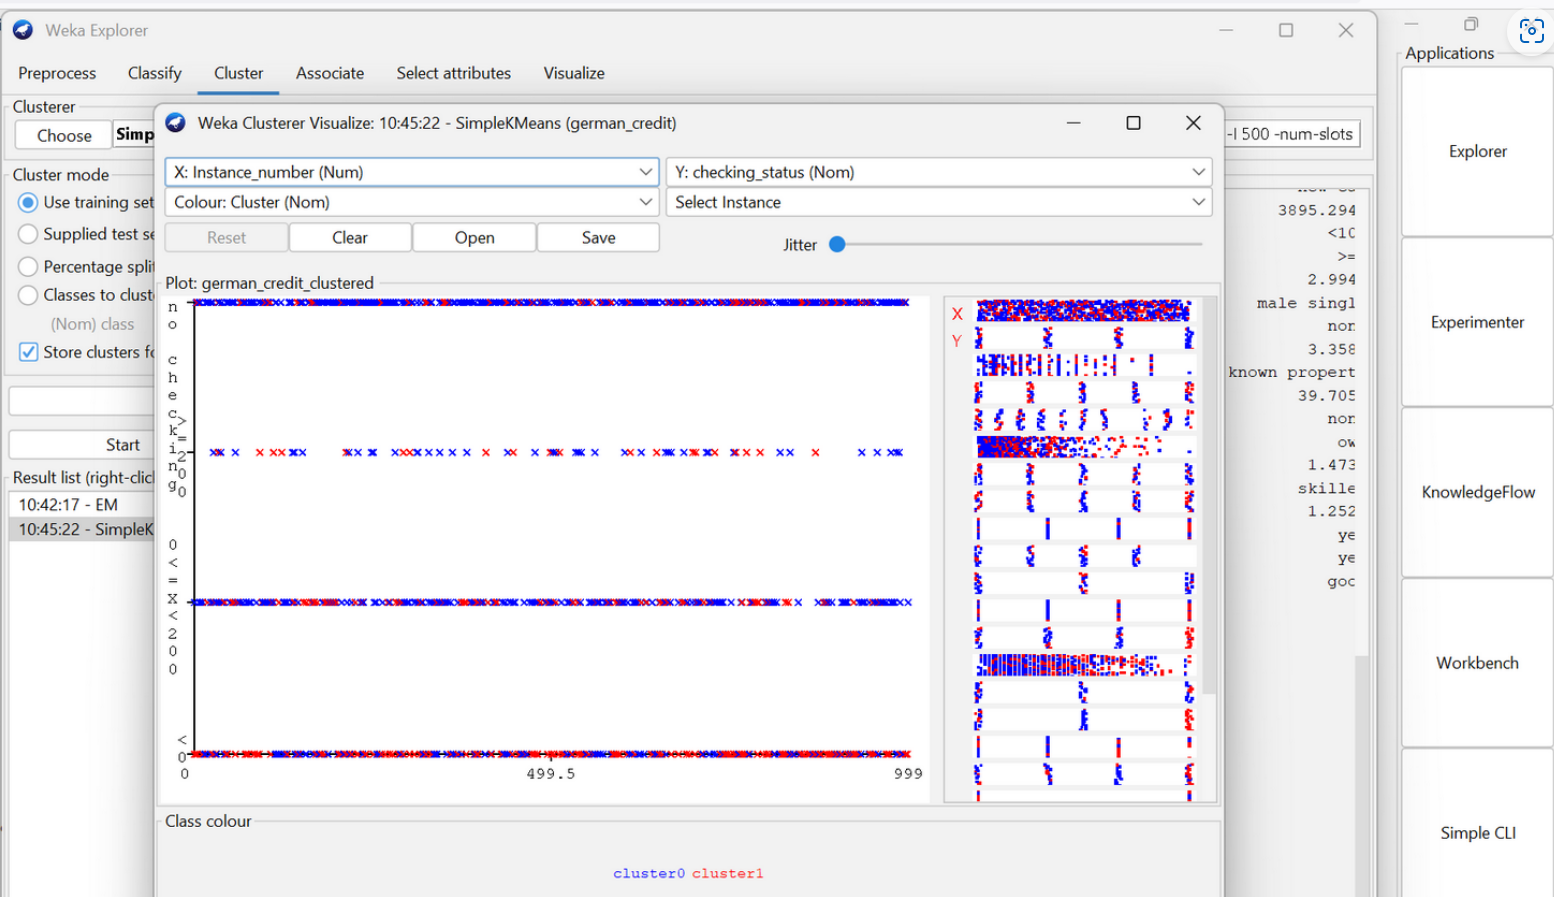 Weka Explorer
Preprocess Classify Cluster Associate Select attributes Visualize
Clusterer
Choose Simp
-I 500 -num-slots
Cluster mode
Use training set
Supplied test se
Percentage split
Classes to clust
(Nom) class
Store clusters fo
Start
Result list (right-clic
10:42:17 - EM
10:45:22 - SimpleK
Weka Clusterer Visualize: 10:45:22 - SimpleKMeans (german_credit)
X: Instance_number (Num)
Y: checking_status (Nom)
Colour: Cluster (Nom)
Select Instance
Reset Clear Open Save
Jitter
Plot: german_credit_clustered
no checking
>=200
0<=X<200
<0
0 499.5 999
X
Y
Class colour
cluster0 cluster1
3895.294
<10
>=
2.994
male singl
non
3.358
known propert
39.705
non
ow
1.473
skille
1.252
ye
ye
goo
Applications
Explorer
Experimenter
KnowledgeFlow
Workbench
Simple CLI